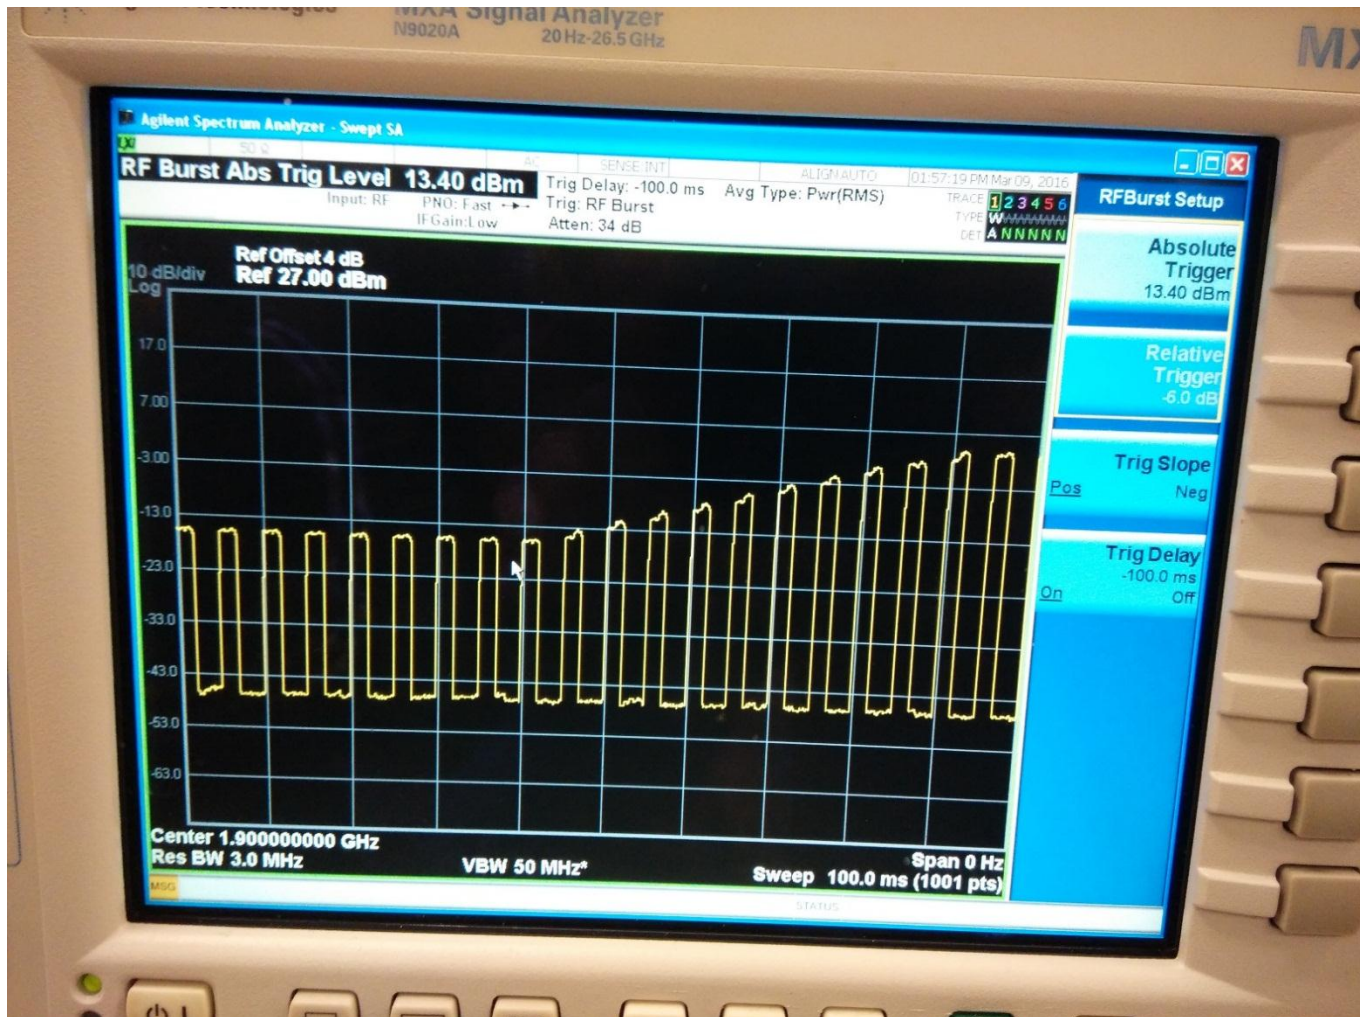 MXA Signal Analyzer
N9020A 20 Hz-26.5 GHz
MX
Agilent Spectrum Analyzer - Swept SA
LXI
50 Ω AC SENSE:INT ALIGN AUTO 01:57:19 PM Mar 09, 2016
RF Burst Abs Trig Level 13.40 dBm
Input: RF PNO: Fast
IFGain:Low
Trig Delay: -100.0 ms
Trig: RF Burst
Atten: 34 dB
Avg Type: Pwr(RMS)
TRACE 1 2 3 4 5 6
TYPE W
DET A N N N N N
10 dB/div
Log
Ref Offset 4 dB
Ref 27.00 dBm
17.0
7.00
-3.00
-13.0
-23.0
-33.0
-43.0
-53.0
-63.0
Center 1.900000000 GHz
Res BW 3.0 MHz
VBW 50 MHz*
Span 0 Hz
Sweep 100.0 ms (1001 pts)
MSG
STATUS
RFBurst Setup
Absolute
Trigger
13.40 dBm
Relative
Trigger
-6.0 dB
Trig Slope
Pos Neg
Trig Delay
-100.0 ms
On Off